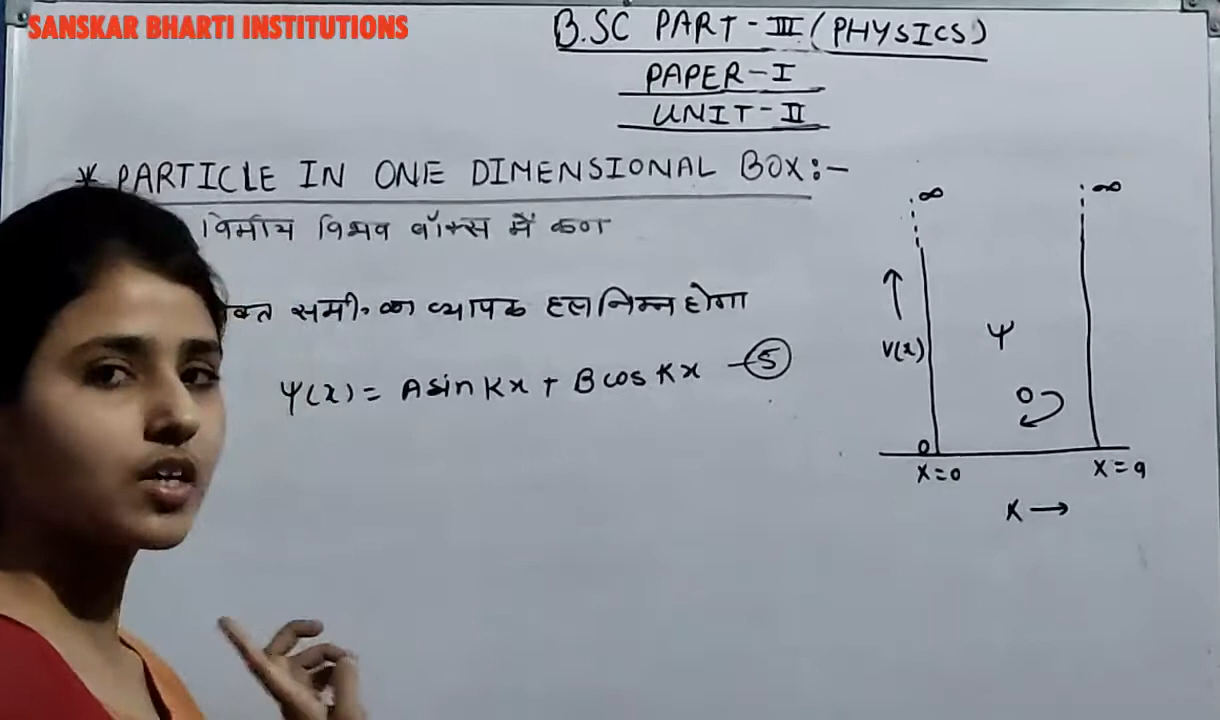 SANSKAR BHARTI INSTITUTIONS
B.SC PART-III (PHYSICS)
PAPER-I
UNIT-II
* PARTICLE IN ONE DIMENSIONAL BOX:-
विभव बॉक्स में कण
समी. का व्यापक हल निम्न होगा
Ψ(x) = A sin Kx + B cos Kx -(5)
∞
∞
V(x)
Ψ
0
x=0
x=a
x→